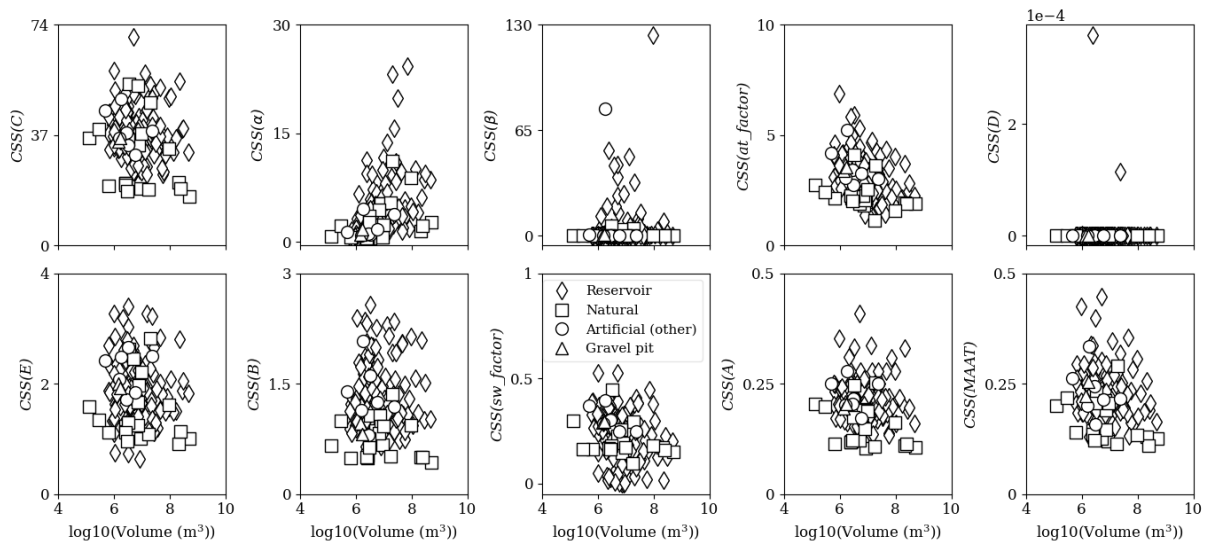 1e−4
74
37
0
CSS(C)
30
15
0
CSS(α)
130
65
0
CSS(β)
10
5
0
CSS(at_factor)
2
0
CSS(D)
4
2
0
CSS(E)
3
1.5
0
CSS(B)
1
0.5
0
CSS(sw_factor)
Reservoir
Natural
Artificial (other)
Gravel pit
0.5
0.25
0
CSS(A)
0.5
0.25
0
CSS(MAAT)
4 6 8 10
4 6 8 10
4 6 8 10
4 6 8 10
4 6 8 10
log10(Volume (m³))
log10(Volume (m³))
log10(Volume (m³))
log10(Volume (m³))
log10(Volume (m³))